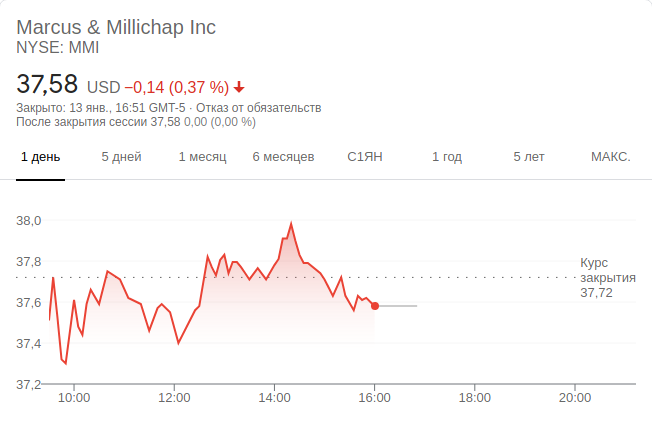 Marcus & Millichap Inc
NYSE: MMI
37,58 USD −0,14 (0,37 %)
Закрыто: 13 янв., 16:51 GMT-5 · Отказ от обязательств
После закрытия сессии 37,58 0,00 (0,00 %)
1 день 5 дней 1 месяц 6 месяцев С1ЯН 1 год 5 лет МАКС.
38,0
37,8
37,6
37,4
37,2
Курс
закрытия
37,72
10:00 12:00 14:00 16:00 18:00 20:00